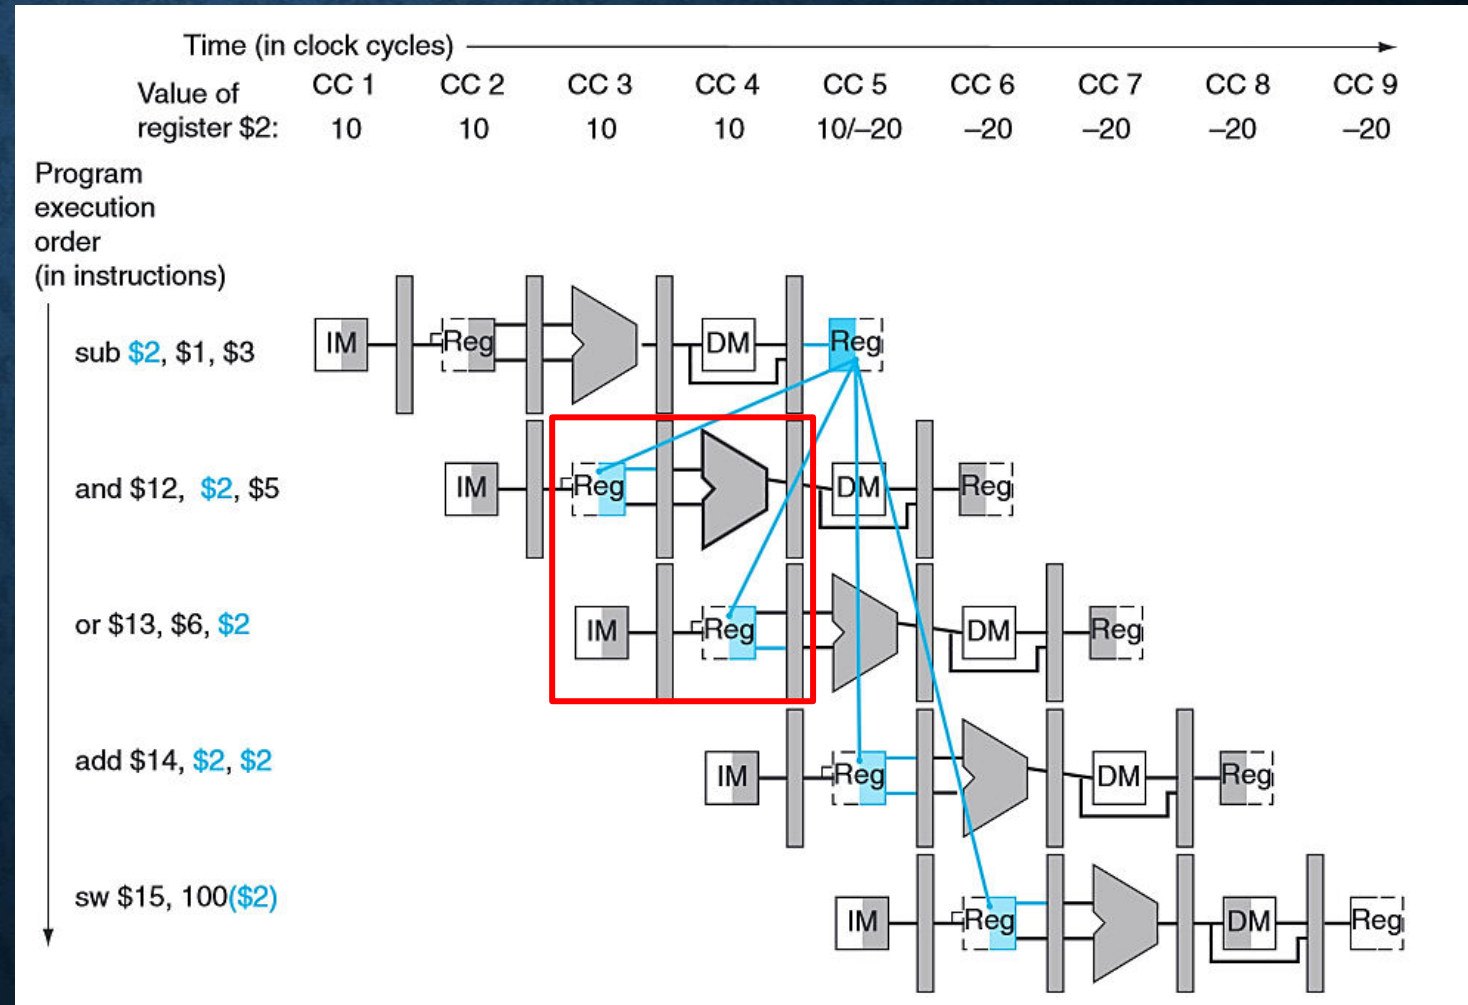 Time (in clock cycles)
CC 1 CC 2 CC 3 CC 4 CC 5 CC 6 CC 7 CC 8 CC 9
Value of
register $2: 10 10 10 10 10/–20 –20 –20 –20 –20
Program
execution
order
(in instructions)
sub $2, $1, $3 IM Reg DM Reg
and $12, $2, $5 IM Reg DM Reg
or $13, $6, $2 IM Reg DM Reg
add $14, $2, $2 IM Reg DM Reg
sw $15, 100($2) IM Reg DM Reg